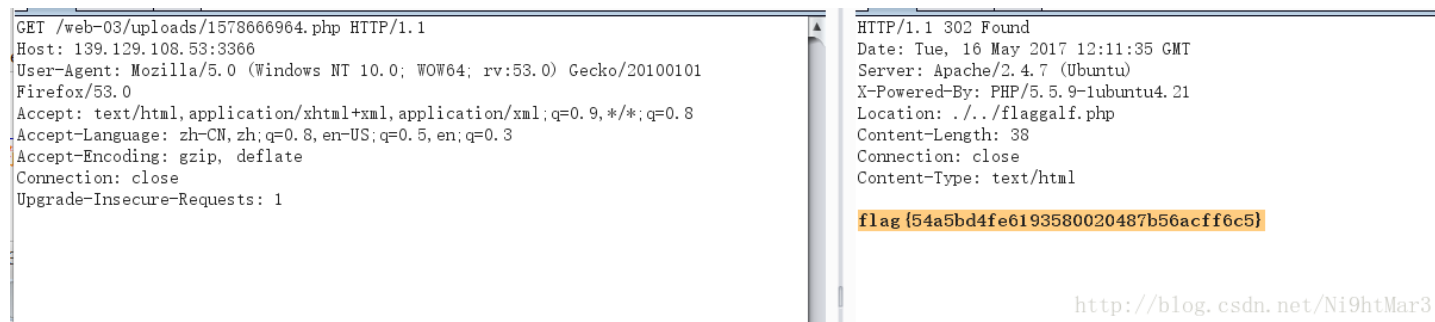 GET /web-03/uploads/1578666964.php HTTP/1.1
Host: 139.129.108.53:3366
User-Agent: Mozilla/5.0 (Windows NT 10.0; WOW64; rv:53.0) Gecko/20100101
Firefox/53.0
Accept: text/html,application/xhtml+xml,application/xml;q=0.9,*/*;q=0.8
Accept-Language: zh-CN,zh;q=0.8,en-US;q=0.5,en;q=0.3
Accept-Encoding: gzip, deflate
Connection: close
Upgrade-Insecure-Requests: 1
HTTP/1.1 302 Found
Date: Tue, 16 May 2017 12:11:35 GMT
Server: Apache/2.4.7 (Ubuntu)
X-Powered-By: PHP/5.5.9-1ubuntu4.21
Location: ./../flaggalf.php
Content-Length: 38
Connection: close
Content-Type: text/html
flag{54a5bd4fe6193580020487b56acff6c5}
http://blog.csdn.net/Ni9htMar3